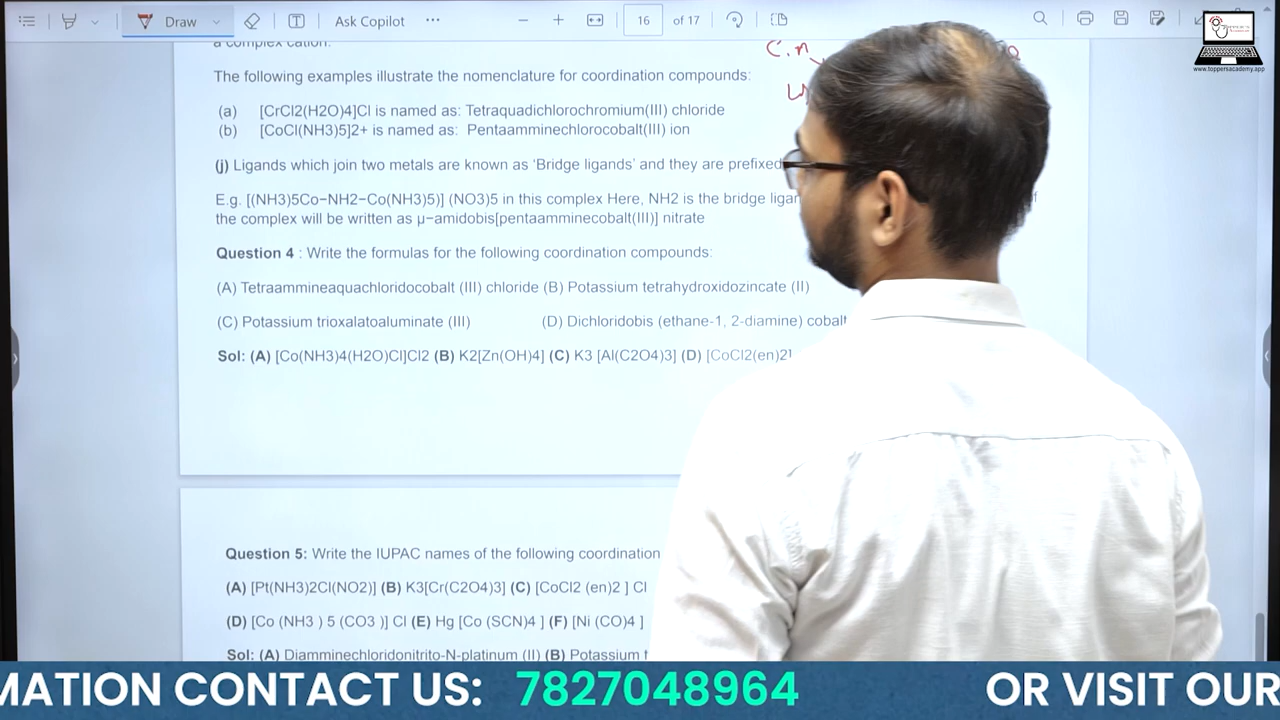 Draw
Ask Copilot
16 of 17
www.toppersacademy.app
a complex cation.
C.n
The following examples illustrate the nomenclature for coordination compounds:
(a) [CrCl2(H2O)4]Cl is named as: Tetraquadichlorochromium(III) chloride
(b) [CoCl(NH3)5]2+ is named as: Pentaamminechlorocobalt(III) ion
(j) Ligands which join two metals are known as 'Bridge ligands' and they are prefixed
E.g. [(NH3)5Co−NH2−Co(NH3)5)] (NO3)5 in this complex Here, NH2 is the bridge
the complex will be written as μ−amidobis[pentaamminecobalt(III)] nitrate
Question 4 : Write the formulas for the following coordination compounds:
(A) Tetraammineaquachloridocobalt (III) chloride (B) Potassium tetrahydroxidozincate (II)
(C) Potassium trioxalatoaluminate (III) (D) Dichloridobis (ethane-1, 2-diamine) cobalt
Sol: (A) [Co(NH3)4(H2O)Cl]Cl2 (B) K2[Zn(OH)4] (C) K3 [Al(C2O4)3] (D) [CoCl2(en)2]
Question 5: Write the IUPAC names of the following coordination
(A) [Pt(NH3)2Cl(NO2)] (B) K3[Cr(C2O4)3] (C) [CoCl2 (en)2 ] Cl
(D) [Co (NH3 ) 5 (CO3 )] Cl (E) Hg [Co (SCN)4 ] (F) [Ni (CO)4 ]
Sol: (A) Diamminechloridonitrito-N-platinum (II) (B) Potassium t
MATION CONTACT US: 7827048964 OR VISIT OUR